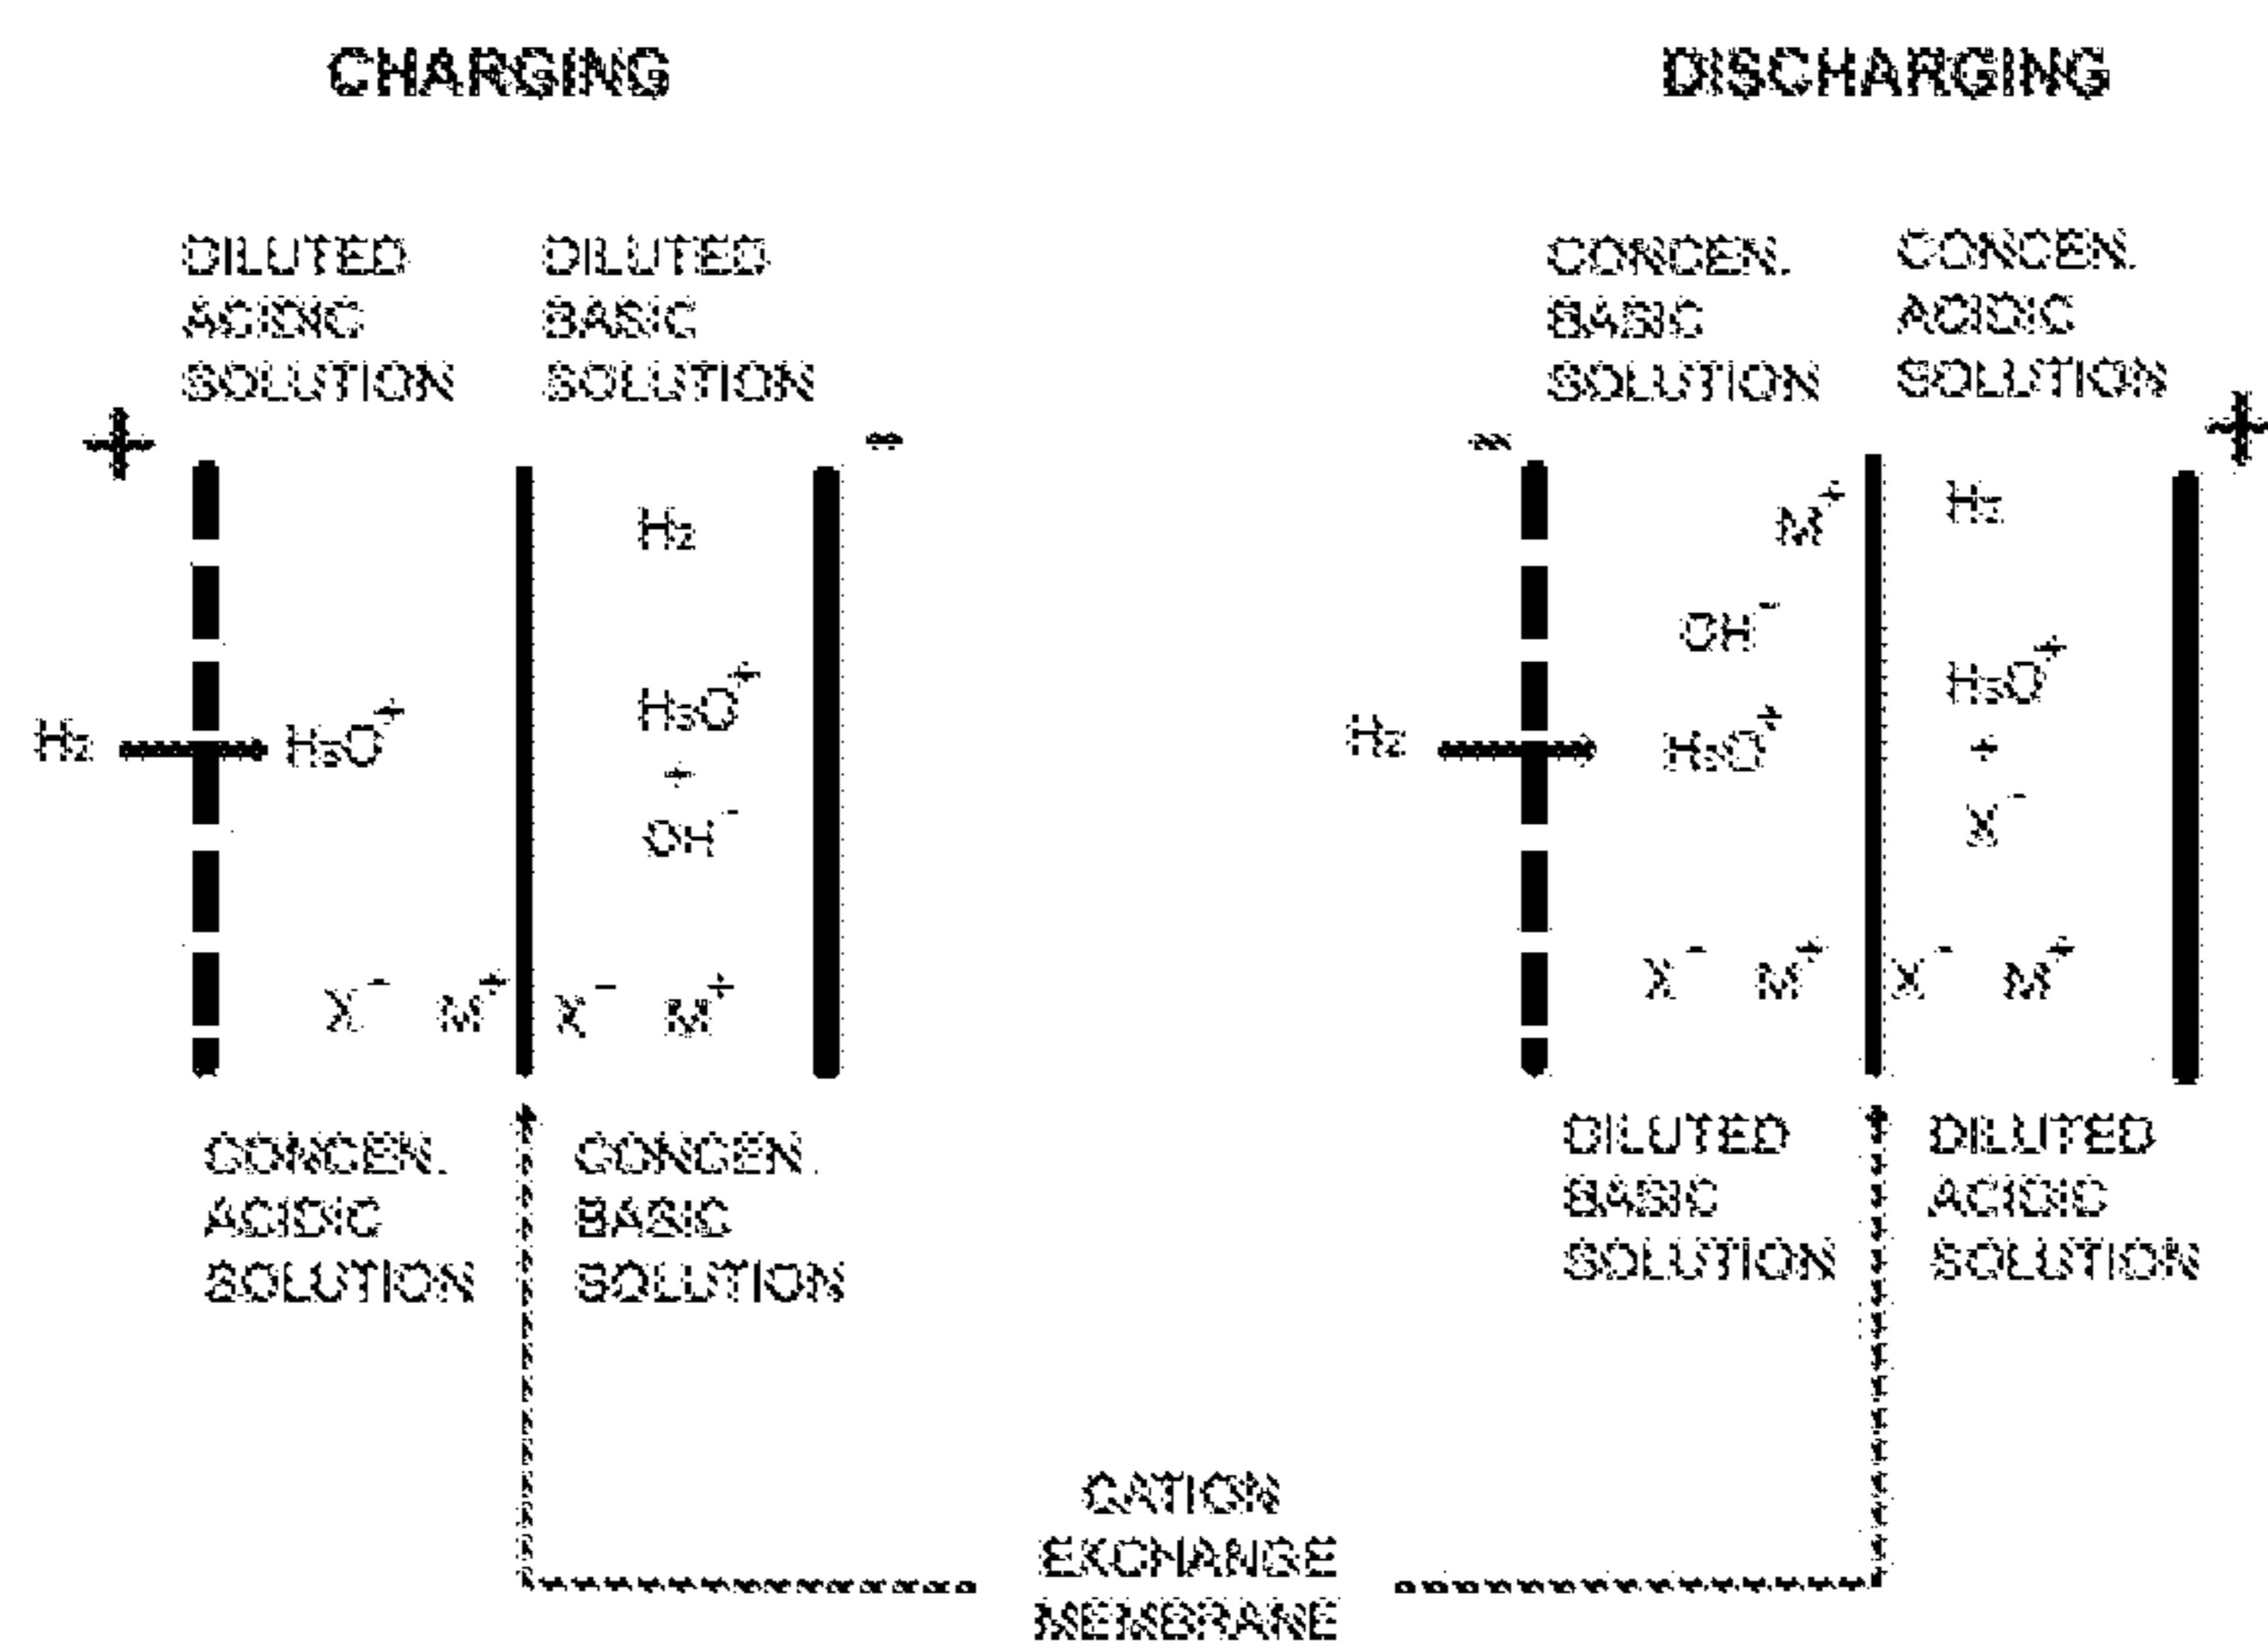 CHARGING
DISCHARGING
DILUTED
ACIDIC
SOLUTION
DILUTED
BASIC
SOLUTION
CONCEN.
BASIC
SOLUTION
CONCEN.
ACIDIC
SOLUTION
+
-
-
+
H₂
H₃O⁺
H₂
H₃O⁺
+
OH⁻
X⁻ M⁺ X⁻ M⁺
M⁺
OH⁻
H₂
H₃O⁺
H₂
H₃O⁺
+
X⁻
X⁻ M⁺ X⁻ M⁺
CONCEN.
ACIDIC
SOLUTION
CONCEN.
BASIC
SOLUTION
DILUTED
BASIC
SOLUTION
DILUTED
ACIDIC
SOLUTION
CATION
EXCHANGE
MEMBRANE